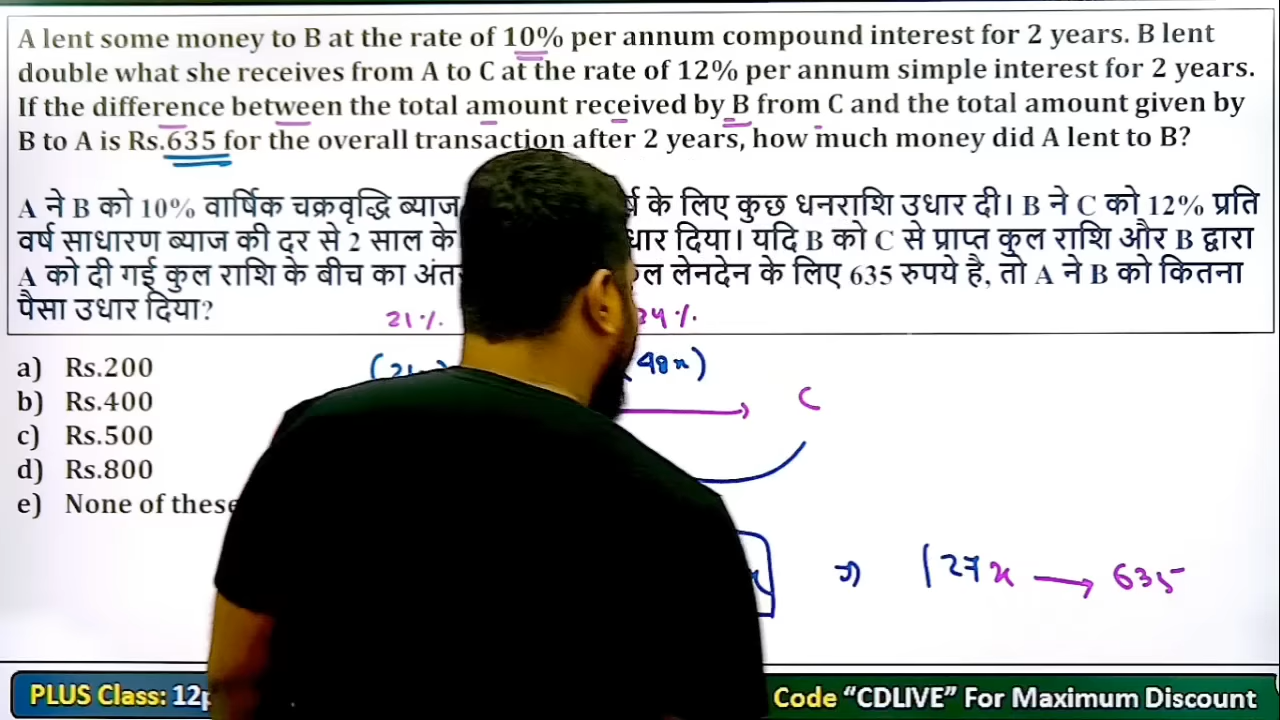 A lent some money to B at the rate of 10% per annum compound interest for 2 years. B lent
double what she receives from A to C at the rate of 12% per annum simple interest for 2 years.
If the difference between the total amount received by B from C and the total amount given by
B to A is Rs.635 for the overall transaction after 2 years, how much money did A lent to B?
A ने B को 10% वार्षिक चक्रवृद्धि ब्याज के लिए कुछ धनराशि उधार दी। B ने C को 12% प्रति
वर्ष साधारण ब्याज की दर से 2 साल के दिया। यदि B को C से प्राप्त कुल राशि और B द्वारा
A को दी गई कुल राशि के बीच का लेनदेन के लिए 635 रुपये है, तो A ने B को कितना
पैसा उधार दिया?
21%.
a) Rs.200
(48x)
b) Rs.400
C
c) Rs.500
d) Rs.800
e) None of these
⇒ 127x → 635
PLUS Class: Code “CDLIVE” For Maximum Discount